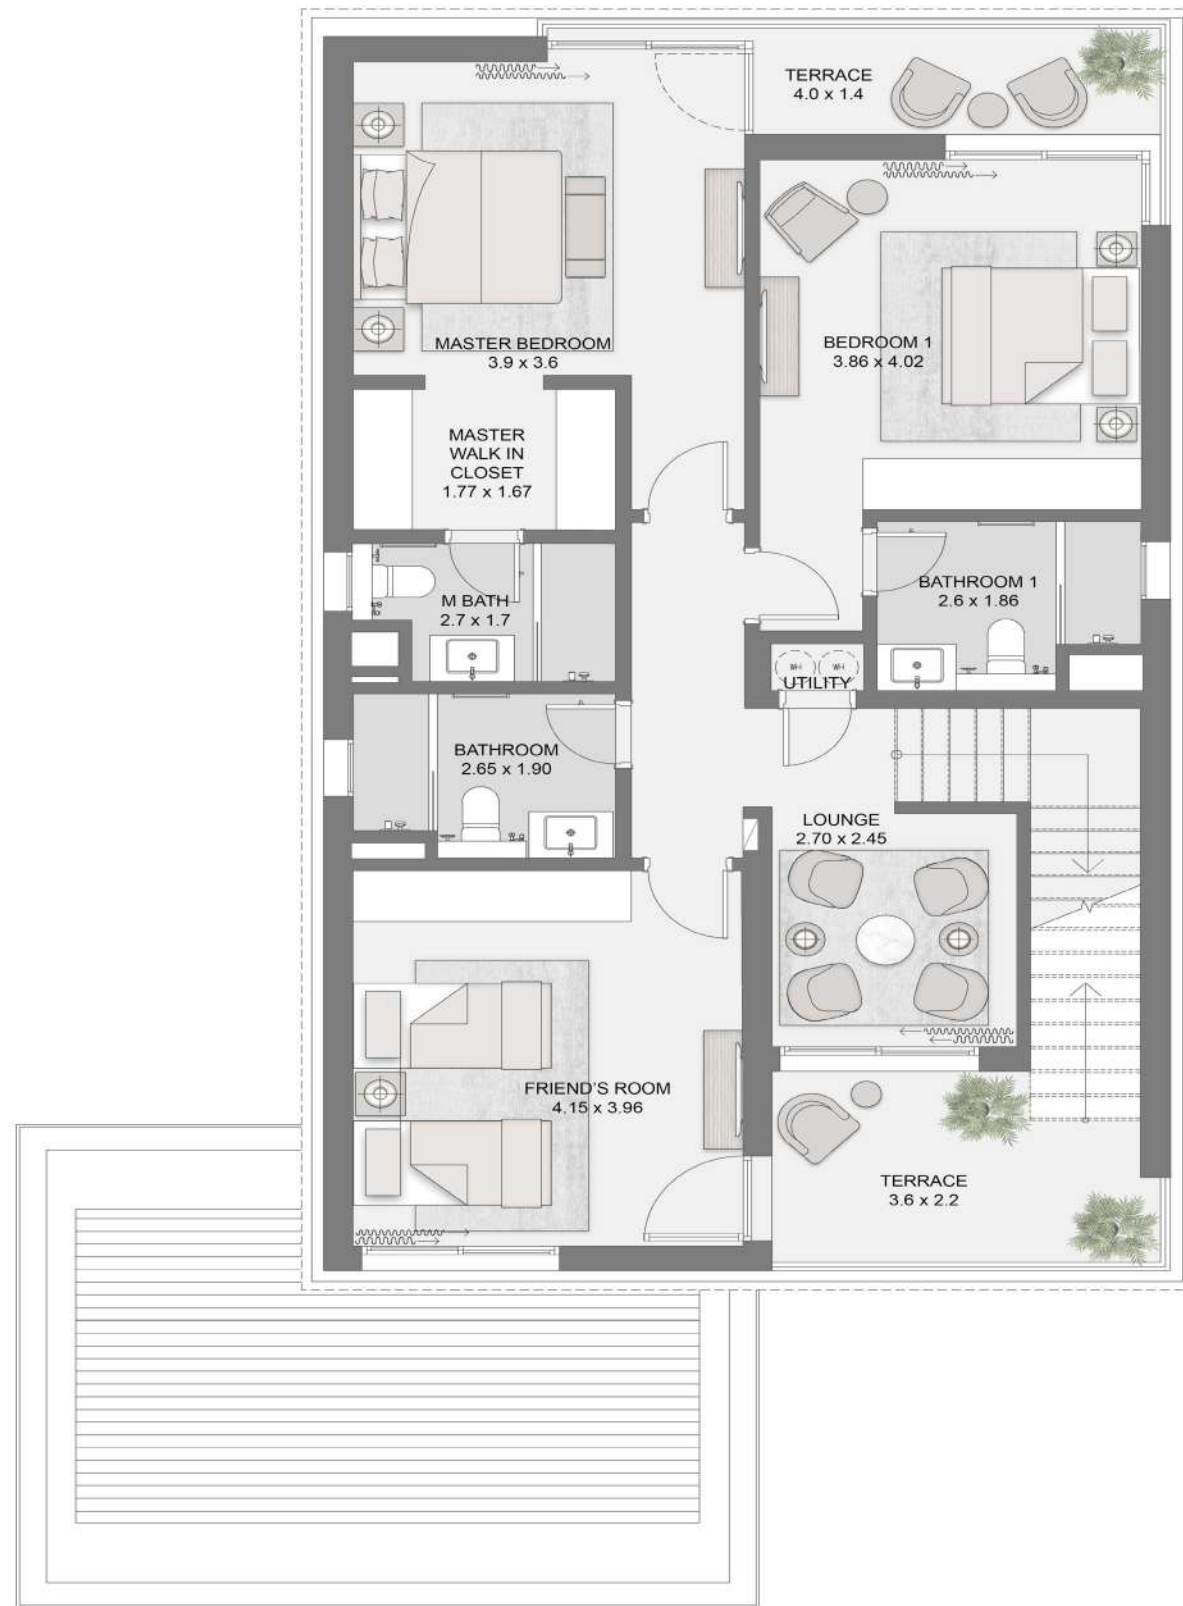 TERRACE
4.0 x 1.4
MASTER BEDROOM
3.9 x 3.6
BEDROOM 1
3.86 x 4.02
MASTER
WALK IN
CLOSET
1.77 x 1.67
M BATH
2.7 x 1.7
BATHROOM 1
2.6 x 1.86
WH WH
UTILITY
BATHROOM
2.65 x 1.90
LOUNGE
2.70 x 2.45
FRIEND'S ROOM
4.15 x 3.96
TERRACE
3.6 x 2.2